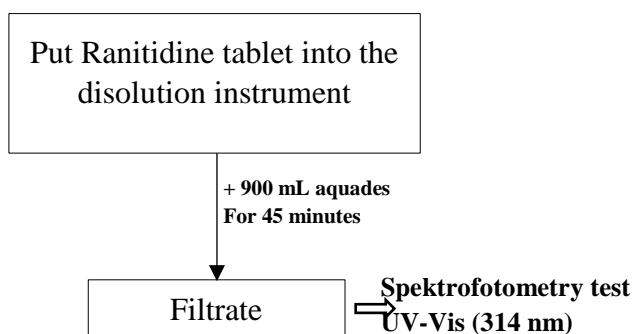 Put Ranitidine tablet into the
disolution instrument
+ 900 mL aquades
For 45 minutes
Filtrate
Spektrofotometry test
UV-Vis (314 nm)